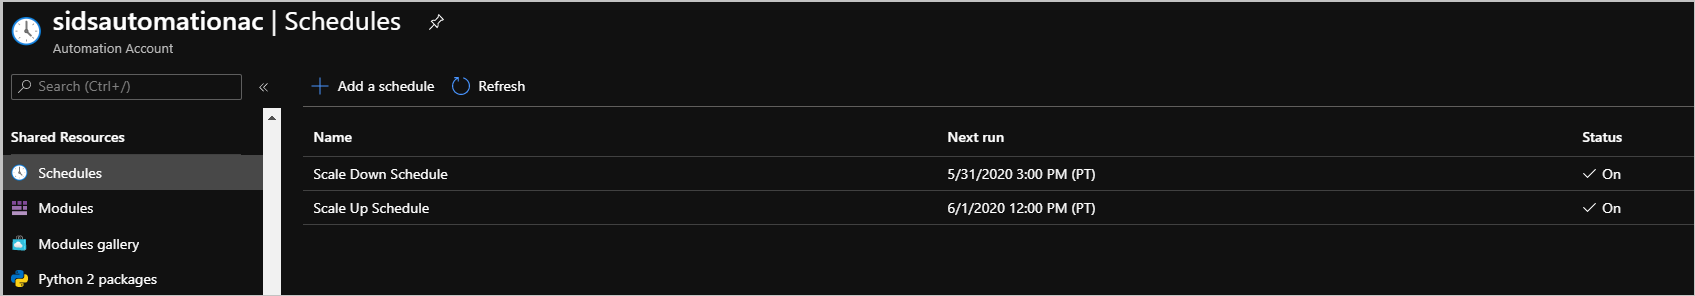 sidsautomationac | Schedules
Automation Account
Search (Ctrl+/)
«
Add a schedule
Refresh
Shared Resources
Schedules
Modules
Modules gallery
Python 2 packages
Name Next run Status
Scale Down Schedule 5/31/2020 3:00 PM (PT) On
Scale Up Schedule 6/1/2020 12:00 PM (PT) On